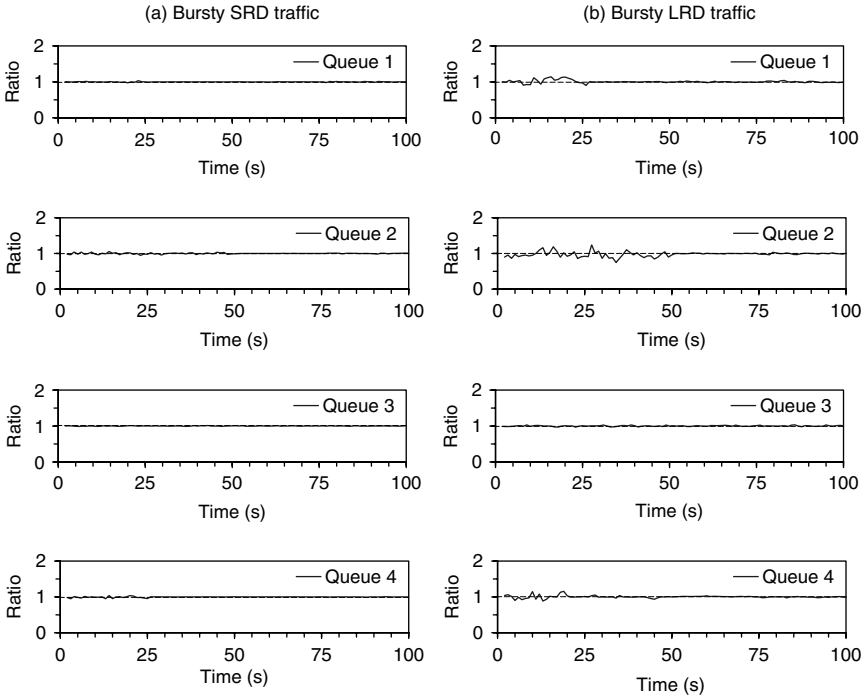 (a) Bursty SRD traffic
2
1
0
Ratio
Queue 1
0 25 50 75 100
Time (s)
2
1
0
Ratio
Queue 2
0 25 50 75 100
Time (s)
2
1
0
Ratio
Queue 3
0 25 50 75 100
Time (s)
2
1
0
Ratio
Queue 4
0 25 50 75 100
Time (s)
(b) Bursty LRD traffic
2
1
0
Ratio
Queue 1
0 25 50 75 100
Time (s)
2
1
0
Ratio
Queue 2
0 25 50 75 100
Time (s)
2
1
0
Ratio
Queue 3
0 25 50 75 100
Time (s)
2
1
0
Ratio
Queue 4
0 25 50 75 100
Time (s)